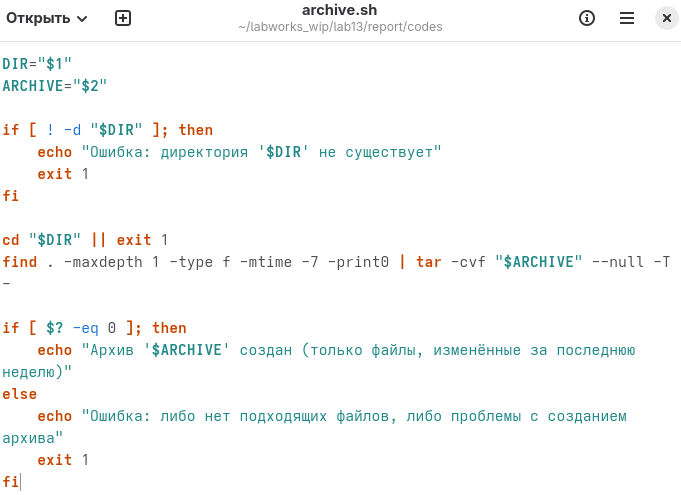 Открыть
archive.sh
~/labworks_wip/lab13/report/codes
DIR="$1"
ARCHIVE="$2"
if [ ! -d "$DIR" ]; then
    echo "Ошибка: директория '$DIR' не существует"
    exit 1
fi
cd "$DIR" || exit 1
find . -maxdepth 1 -type f -mtime -7 -print0 | tar -cvf "$ARCHIVE" --null -T
-
if [ $? -eq 0 ]; then
    echo "Архив '$ARCHIVE' создан (только файлы, изменённые за последнюю
неделю)"
else
    echo "Ошибка: либо нет подходящих файлов, либо проблемы с созданием
архива"
    exit 1
fi